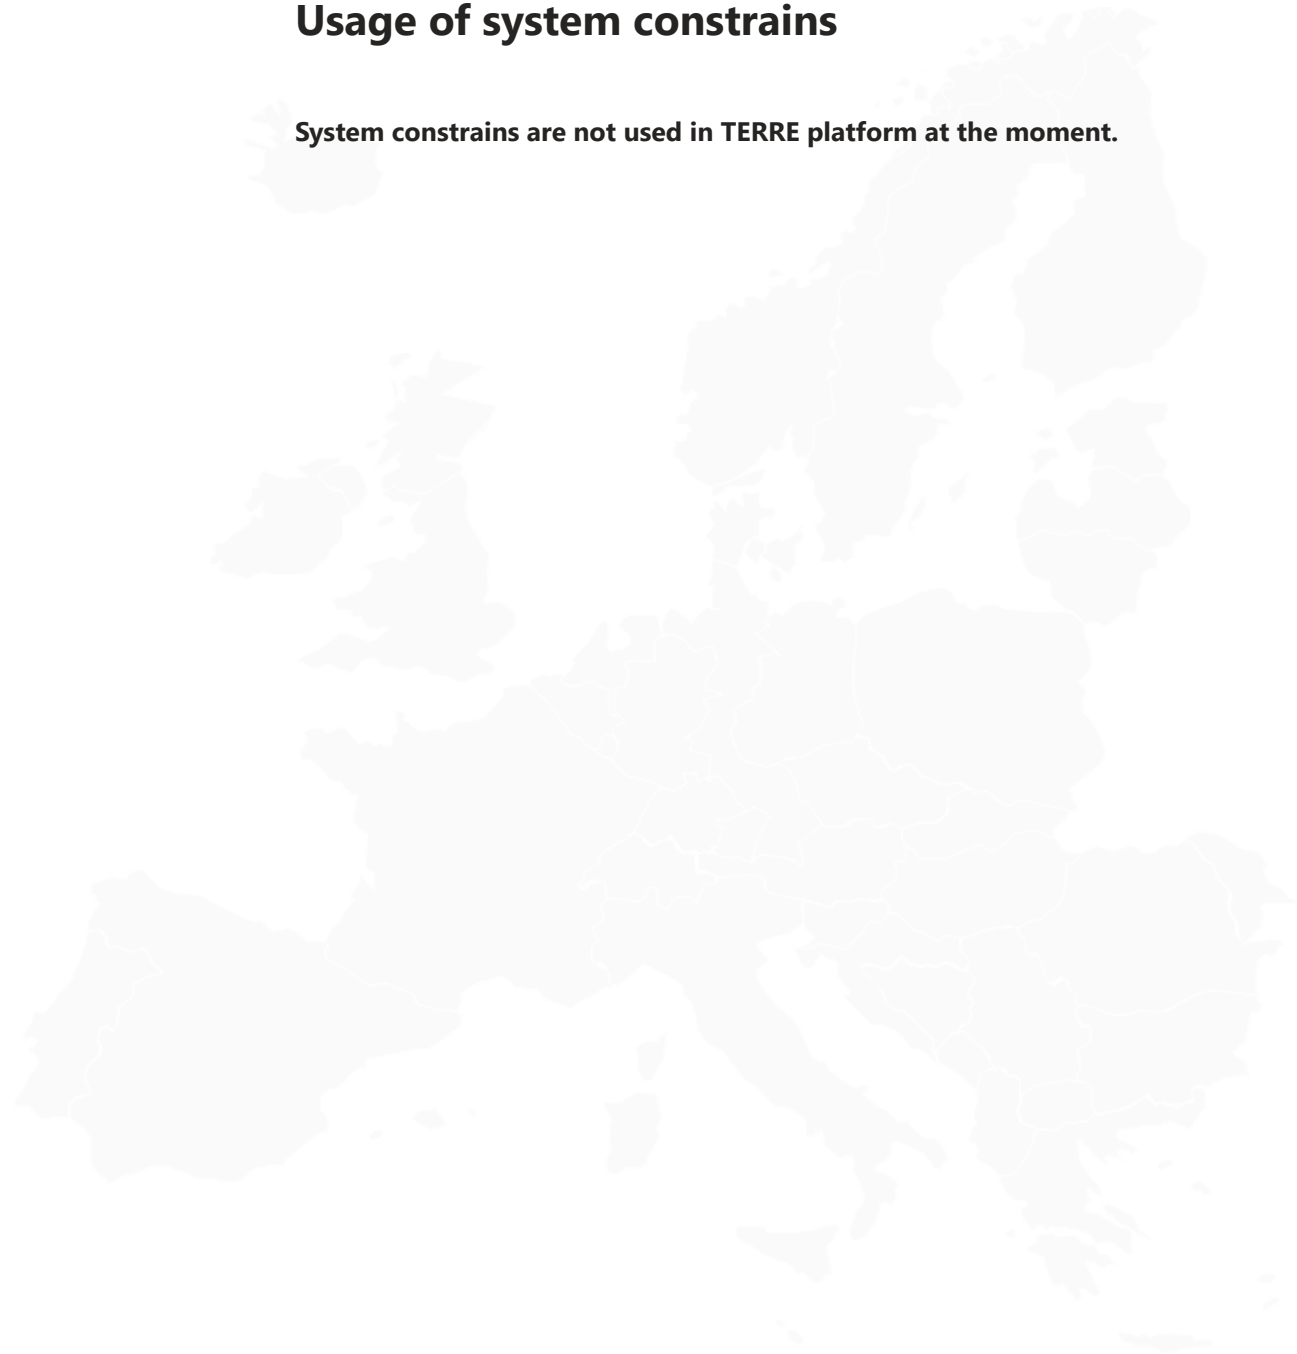 Usage of system constrains
System constrains are not used in TERRE platform at the moment.